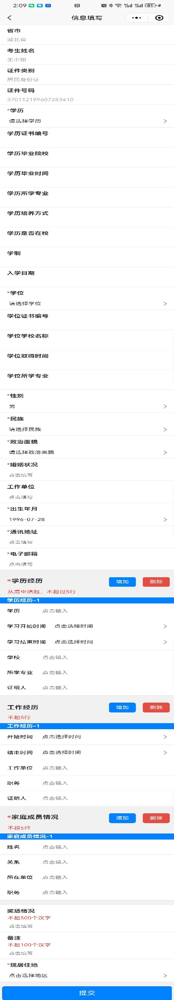 2:09
81
信息填写
省市
湖北省
考生姓名
王小姐
证件类别
居民身份证
证件号码
370112199607283410
*学历
请选择学历
学历证书编号
学历毕业院校
学历毕业时间
学历所学专业
学历培养方式
学历是否在校
学制
入学日期
*学位
请选择学位
学位证书编号
学位学校名称
学位取得时间
学位所学专业
*性别
男
*民族
请选择民族
*政治面貌
请选择政治面貌
*婚姻状况
点击填写
工作单位
点击填写
*出生年月
1996-07-28
*通讯地址
点击填写
*电子邮箱
点击填写
*学历经历 增加 删除
从高中填起，不超过5行
学历经历-1
学历 点击输入
学习开始时间 点击选择时间
学习结束时间 点击选择时间
学校 点击输入
所学专业 点击输入
证明人 点击输入
工作经历 增加 删除
不超5行
工作经历-1
开始时间 点击选择时间
结束时间 点击选择时间
工作单位 点击输入
职务 点击输入
证明人 点击输入
*家庭成员情况 增加 删除
不超5行
家庭成员情况-1
姓名 点击输入
关系 点击输入
所在单位 点击输入
职务 点击输入
奖惩情况
不超500个汉字
点击填写
备注
不超100个汉字
点击填写
*现居住地
点击选择地区
提交